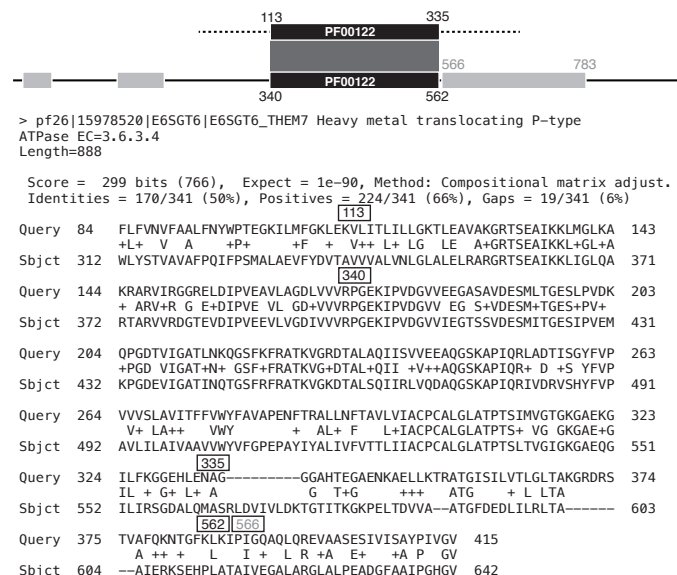 113 335
PF00122
566 783
PF00122
340 562
> pf26|15978520|E6SGT6|E6SGT6_THEM7 Heavy metal translocating P-type
ATPase EC=3.6.3.4
Length=888
Score = 299 bits (766), Expect = 1e-90, Method: Compositional matrix adjust.
Identities = 170/341 (50%), Positives = 224/341 (66%), Gaps = 19/341 (6%)
113
Query 84 FLFVNVFAALFNYWPTEGKILMFGKLEKVLITLILLGKTLEAVAKGRTSEAIKKLMGLKA 143
+L+ V A +P+ +F + V++ L+ LG LE A+GRTSEAIKKL+GL+A
Sbjct 312 WLYSTVAVAFPQIFPSMALAEVFYDVTAVVVALVNLGLALELRARGRTSEAIKKLIGLQA 371
340
Query 144 KRARVIRGGRELDIPVEAVLAGDLVVVRPGEKIPVDGVVEEGASAVDESMLTGESLPVDK 203
+ ARV+R G E+DIPVE VL GD+VVVRPGEKIPVDGVV EG S+VDESM+TGES+PV+
Sbjct 372 RTARVVRDGTEVDIPVEEVLVGDIVVVRPGEKIPVDGVVIEGTSSVDESMITGESIPVEM 431
Query 204 QPGDTVIGATLNKQGSFKFRATKVGRDTALAQIISVVEEAQGSKAPIQRLADTISGYFVP 263
+PGD VIGAT+N+ GSF+FRATKVG+DTAL+QII +V++AQGSKAPIQR+ D +S YFVP
Sbjct 432 KPGDEVIGATINQTGSFRFRATKVGKDTALSQIIRLVQDAQGSKAPIQRIVDRVSHYFVP 491
Query 264 VVVSLAVITFFVWYFAVAPENFTRALLNFTAVLVIACPCALGLATPTSIMVGTGKGAEKG 323
V+ LA++ VWY + AL+ F L+IACPCALGLATPTS+ VG GKGAE+G
Sbjct 492 AVLILAIVAAVVWYVFGPEPAYIYALIVFVTTLIIACPCALGLATPTSLTVGIGKGAEQG 551
335
Query 324 ILFKGGEHLENAG---------GGAHTEGAENKAELLKTRATGISILVTLGLTAKGRDRS 374
IL + G+ L+ A G T+G +++ ATG + L LTA
Sbjct 552 ILIRSGDALQMASRLDVIVLDKTGTITKGKPELTDVVA--ATGFDEDLILRLTA------ 603
562 566
Query 375 TVAFQKNTGFKLKIPIGQAQLQREVAASESIVISAYPIVGV 415
A ++ + L I + L R +A E+ +A P GV
Sbjct 604 --AIERKSEHPLATAIVEGALARGLALPEADGFAAIPGHGV 642